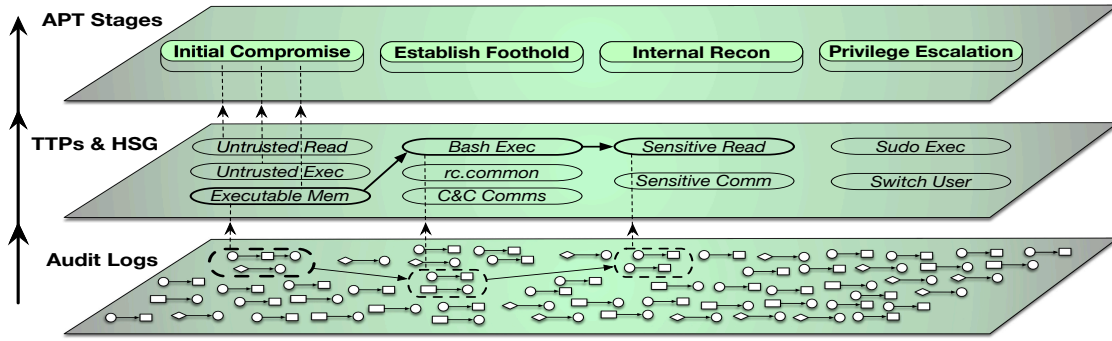 APT Stages
Initial Compromise
Establish Foothold
Internal Recon
Privilege Escalation
TTPs & HSG
Untrusted Read
Bash Exec
Sensitive Read
Sudo Exec
Untrusted Exec
rc.common
Sensitive Comm
Switch User
Executable Mem
C&C Comms
Audit Logs